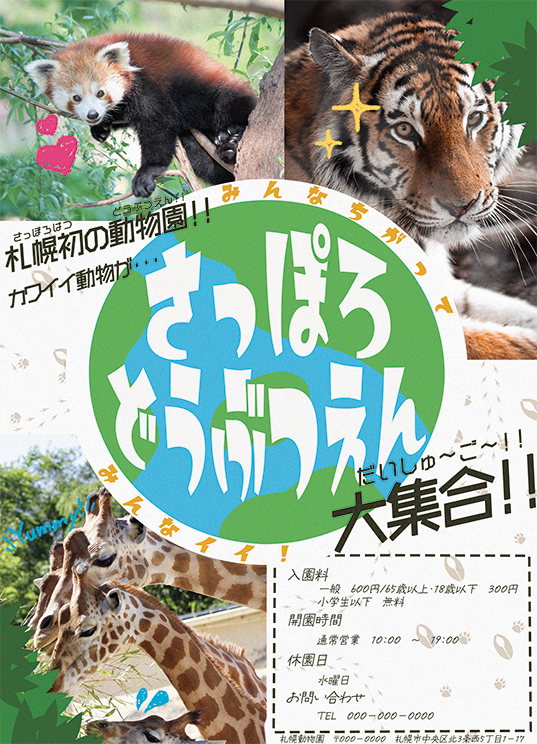 みんなちがって
さっぽろはつ どうぶつえん!!
札幌初の動物園!!
カワイイ動物が・・・
さっぽろ
どうぶつえん
みんなイイ!
だいしゅ〜ご〜!!
大集合!!
Yummy!
入園料
一般 600円/65歳以上・18歳以下 300円
小学生以下 無料
開園時間
通常営業 10:00 〜 19:00
休園日
水曜日
お問い合わせ
TEL 000-000-0000
札幌動物園 〒000-0000 札幌市中央区北3条西5丁目1-17